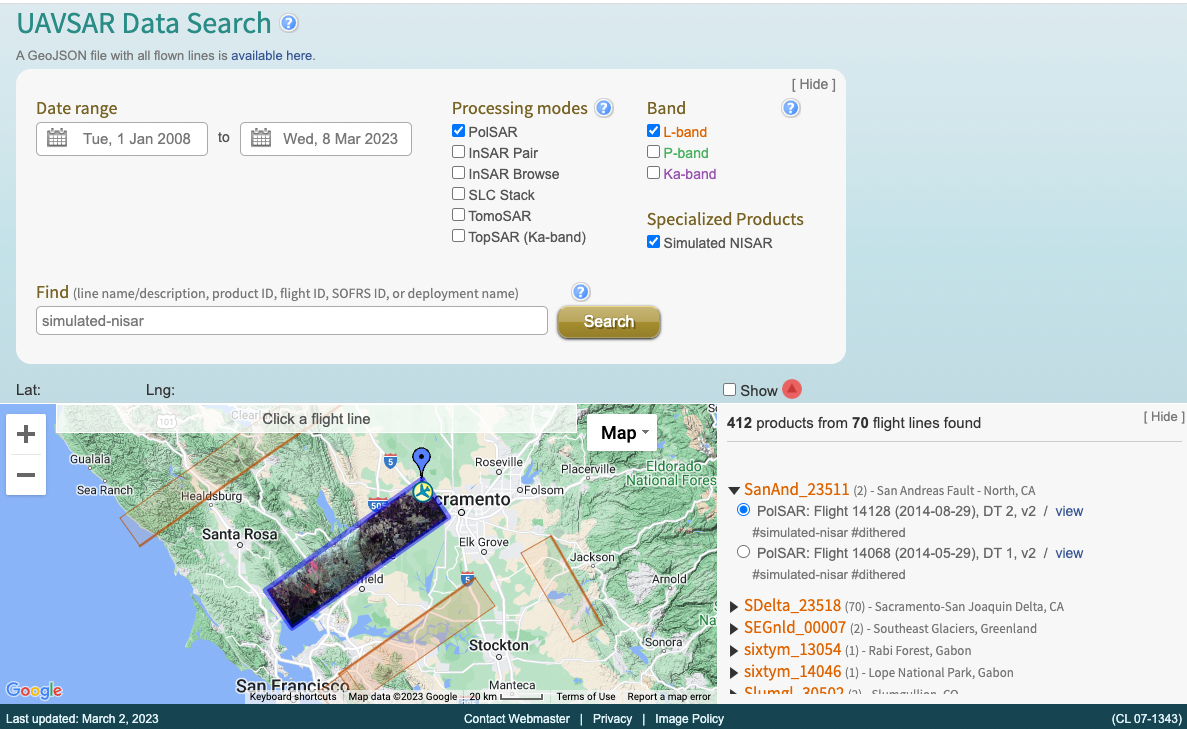 UAVSAR Data Search ?
A GeoJSON file with all flown lines is available here.
[ Hide ]
Date range
Tue, 1 Jan 2008 to Wed, 8 Mar 2023
Processing modes ?
PolSAR
InSAR Pair
InSAR Browse
SLC Stack
TomoSAR
TopSAR (Ka-band)
Band ?
L-band
P-band
Ka-band
Specialized Products
Simulated NISAR
Find (line name/description, product ID, flight ID, SOFRS ID, or deployment name) ?
simulated-nisar
Search
Lat: Lng:
Show
Click a flight line
Map
101
Gualala
Sea Ranch
Healdsburg
Santa Rosa
5
505
Roseville
Placerville
Eldorado
National Fores
Folsom
Elk Grove
Jackson
Arnold
5
Stockton
Sonora
Manteca
San Francisco
Google
Keyboard shortcuts
Map data ©2023 Google
20 km
Terms of Use
Report a map error
412 products from 70 flight lines found
[ Hide ]
SanAnd_23511 (2) - San Andreas Fault - North, CA
PolSAR: Flight 14128 (2014-08-29), DT 2, v2 / view
#simulated-nisar #dithered
PolSAR: Flight 14068 (2014-05-29), DT 1, v2 / view
#simulated-nisar #dithered
SDelta_23518 (70) - Sacramento-San Joaquin Delta, CA
SEGnld_00007 (2) - Southeast Glaciers, Greenland
sixtym_13054 (1) - Rabi Forest, Gabon
sixtym_14046 (1) - Lope National Park, Gabon
Slumgl_30502 (2) - Slumgullion, CO
Last updated: March 2, 2023
Contact Webmaster | Privacy | Image Policy
(CL 07-1343)